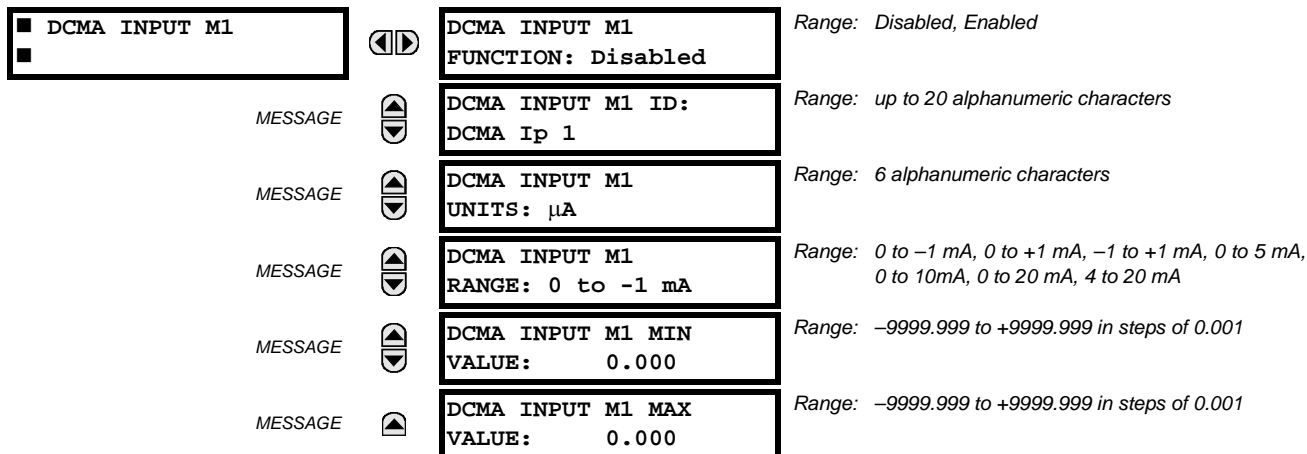 ■ DCMA INPUT M1
■
DCMA INPUT M1
FUNCTION: Disabled
Range: Disabled, Enabled
MESSAGE
DCMA INPUT M1 ID:
DCMA Ip 1
Range: up to 20 alphanumeric characters
MESSAGE
DCMA INPUT M1
UNITS: μA
Range: 6 alphanumeric characters
MESSAGE
DCMA INPUT M1
RANGE: 0 to -1 mA
Range: 0 to –1 mA, 0 to +1 mA, –1 to +1 mA, 0 to 5 mA,
0 to 10mA, 0 to 20 mA, 4 to 20 mA
MESSAGE
DCMA INPUT M1 MIN
VALUE: 0.000
Range: –9999.999 to +9999.999 in steps of 0.001
MESSAGE
DCMA INPUT M1 MAX
VALUE: 0.000
Range: –9999.999 to +9999.999 in steps of 0.001